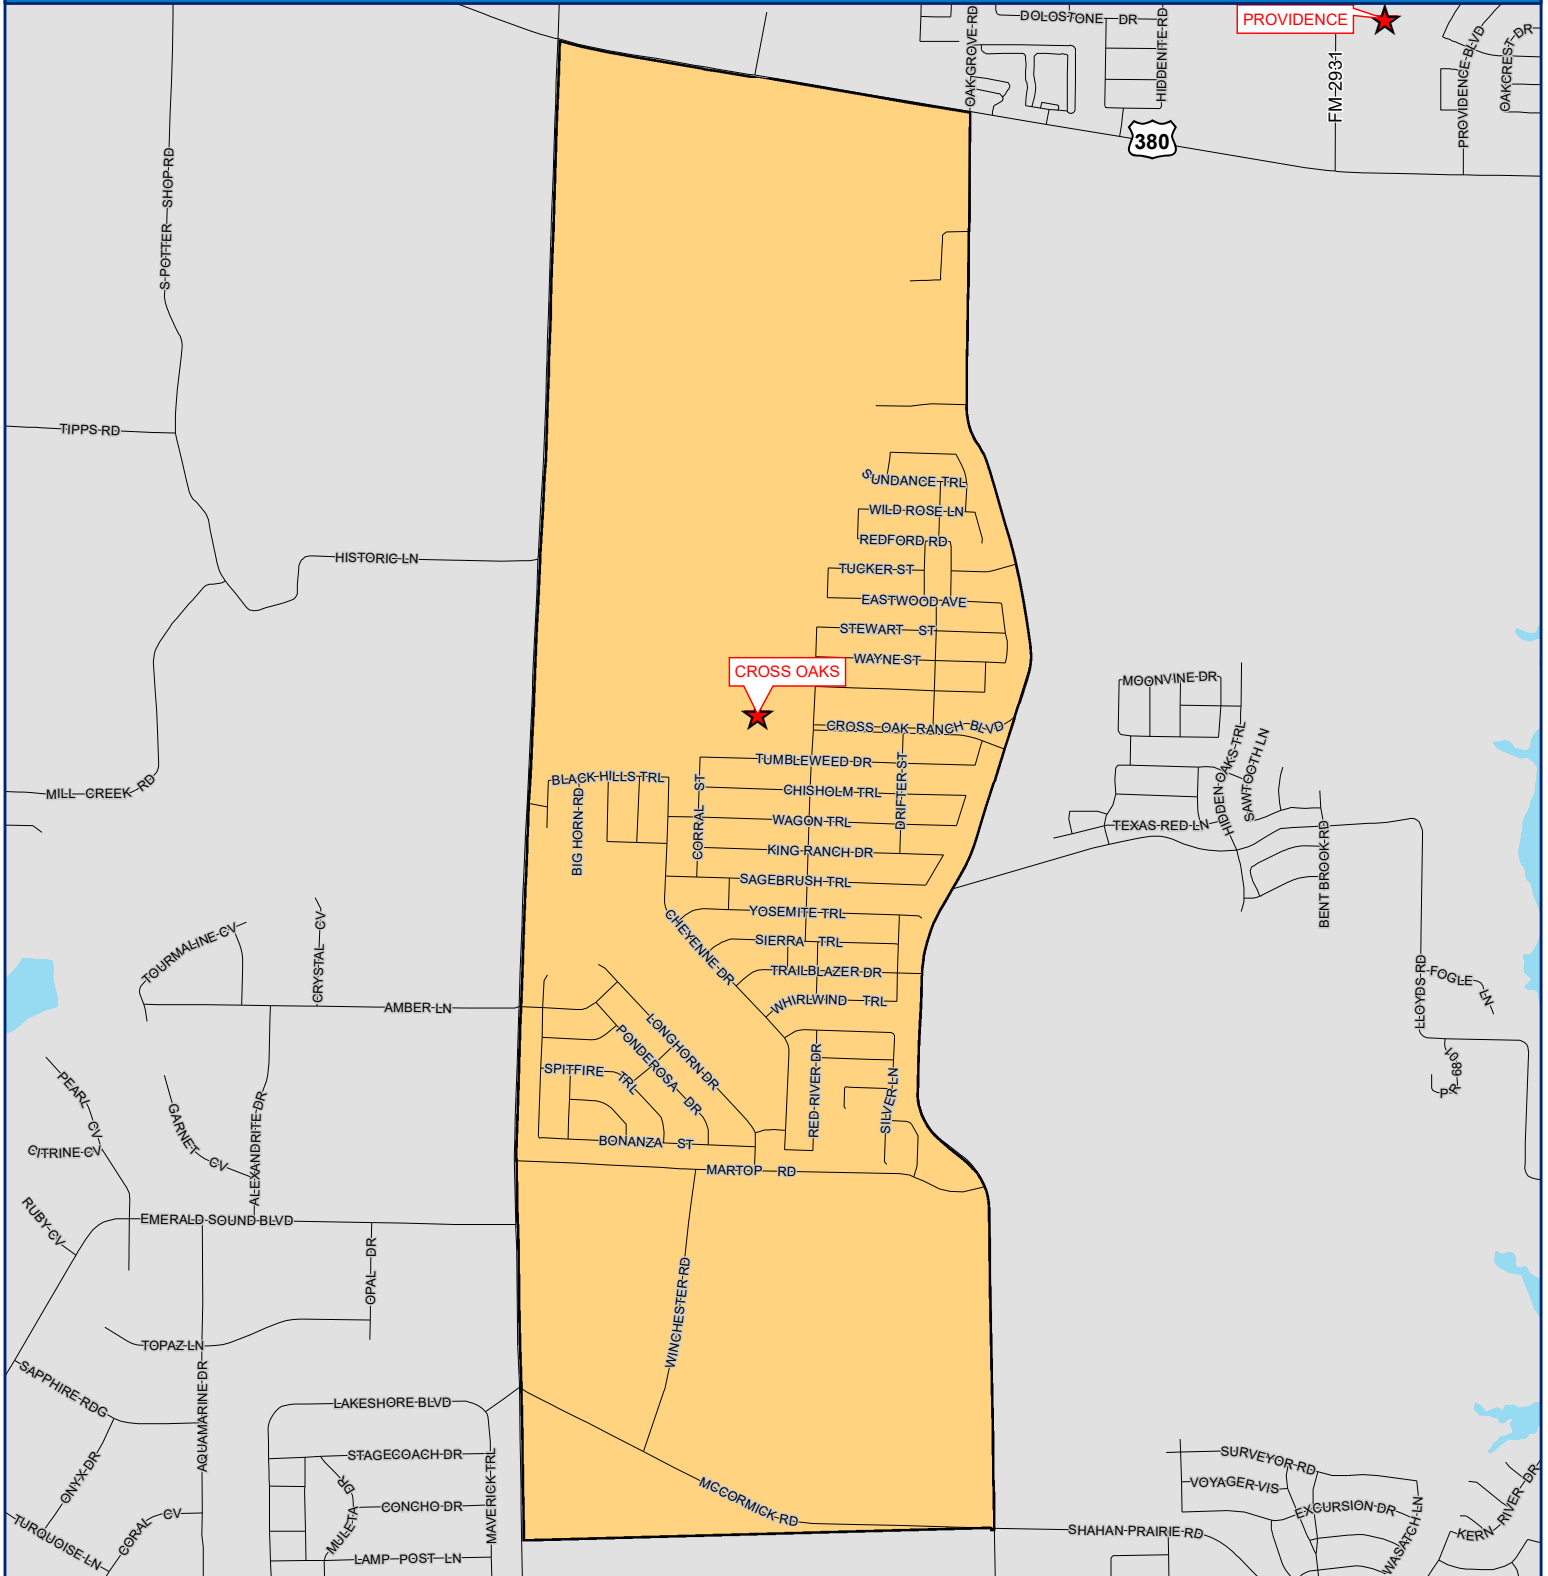 DOLOSTONE DR
PROVIDENCE
OAK GROVE RD
HIDDENITE RD
FM-2931
PROVIDENCE BLVD
OAKCREST DR
380
S POTTER SHOP RD
TIPPS RD
HISTORIC LN
SUNDANCE TRL
WILD ROSE LN
REDFORD RD
TUCKER ST
EASTWOOD AVE
STEWART ST
WAYNE ST
CROSS OAKS
MOONVINE DR
CROSS OAK RANCH BLVD
HIDDEN OAKS TRL
SAWTOOTH LN
TUMBLEWEED DR
BLACK HILLS TRL
BIG HORN RD
CORRAL ST
DRIFTER ST
CHISHOLM TRL
MILL CREEK RD
WAGON TRL
TEXAS RED LN
BENT BROOK RD
KING RANCH DR
SAGEBRUSH TRL
YOSEMITE TRL
CHEYENNE DR
SIERRA TRL
TOURMALINE CV
CRYSTAL CV
TRAILBLAZER DR
LLOYDS RD
FOGLE LN
AMBER LN
WHIRLWIND TRL
LONGHORN DR
PONDEROSA DR
SPITFIRE TRL
RED RIVER DR
SILVER LN
PR 6801
PEARL CV
GARNET CV
ALEXANDRITE DR
CITRINE CV
BONANZA ST
MARTOP RD
RUBY CV
EMERALD SOUND BLVD
OPAL DR
WINCHESTER RD
TOPAZ LN
SAPPHIRE RDG
AQUAMARINE DR
LAKESHORE BLVD
STAGECOACH DR
MAVERICK TRL
ONYX DR
MULETA DR
CONCHO DR
MCCORMICK RD
SURVEYOR RD
VOYAGER VIS
EXCURSION DR
WASATCH LN
KERN RIVER DR
TURQUOISE LN
CORAL CV
LAMP POST LN
SHAHAN PRAIRIE RD